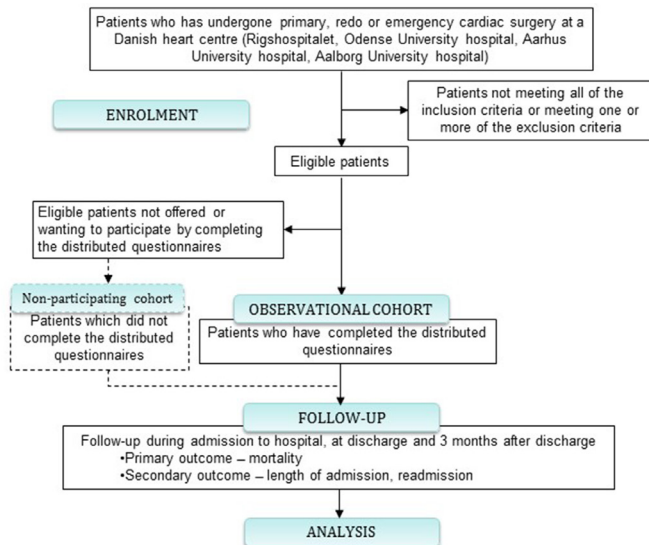 Patients who has undergone primary, redo or emergency cardiac surgery at a
Danish heart centre (Rigshospitalet, Odense University hospital, Aarhus
University hospital, Aalborg University hospital)
ENROLMENT
Patients not meeting all of the
inclusion criteria or meeting one or
more of the exclusion criteria
Eligible patients
Eligible patients not offered or
wanting to participate by completing
the distributed questionnaires
Non-participating cohort
Patients which did not
complete the distributed
questionnaires
OBSERVATIONAL COHORT
Patients who have completed the distributed
questionnaires
FOLLOW-UP
Follow-up during admission to hospital, at discharge and 3 months after discharge
•Primary outcome – mortality
•Secondary outcome – length of admission, readmission
ANALYSIS